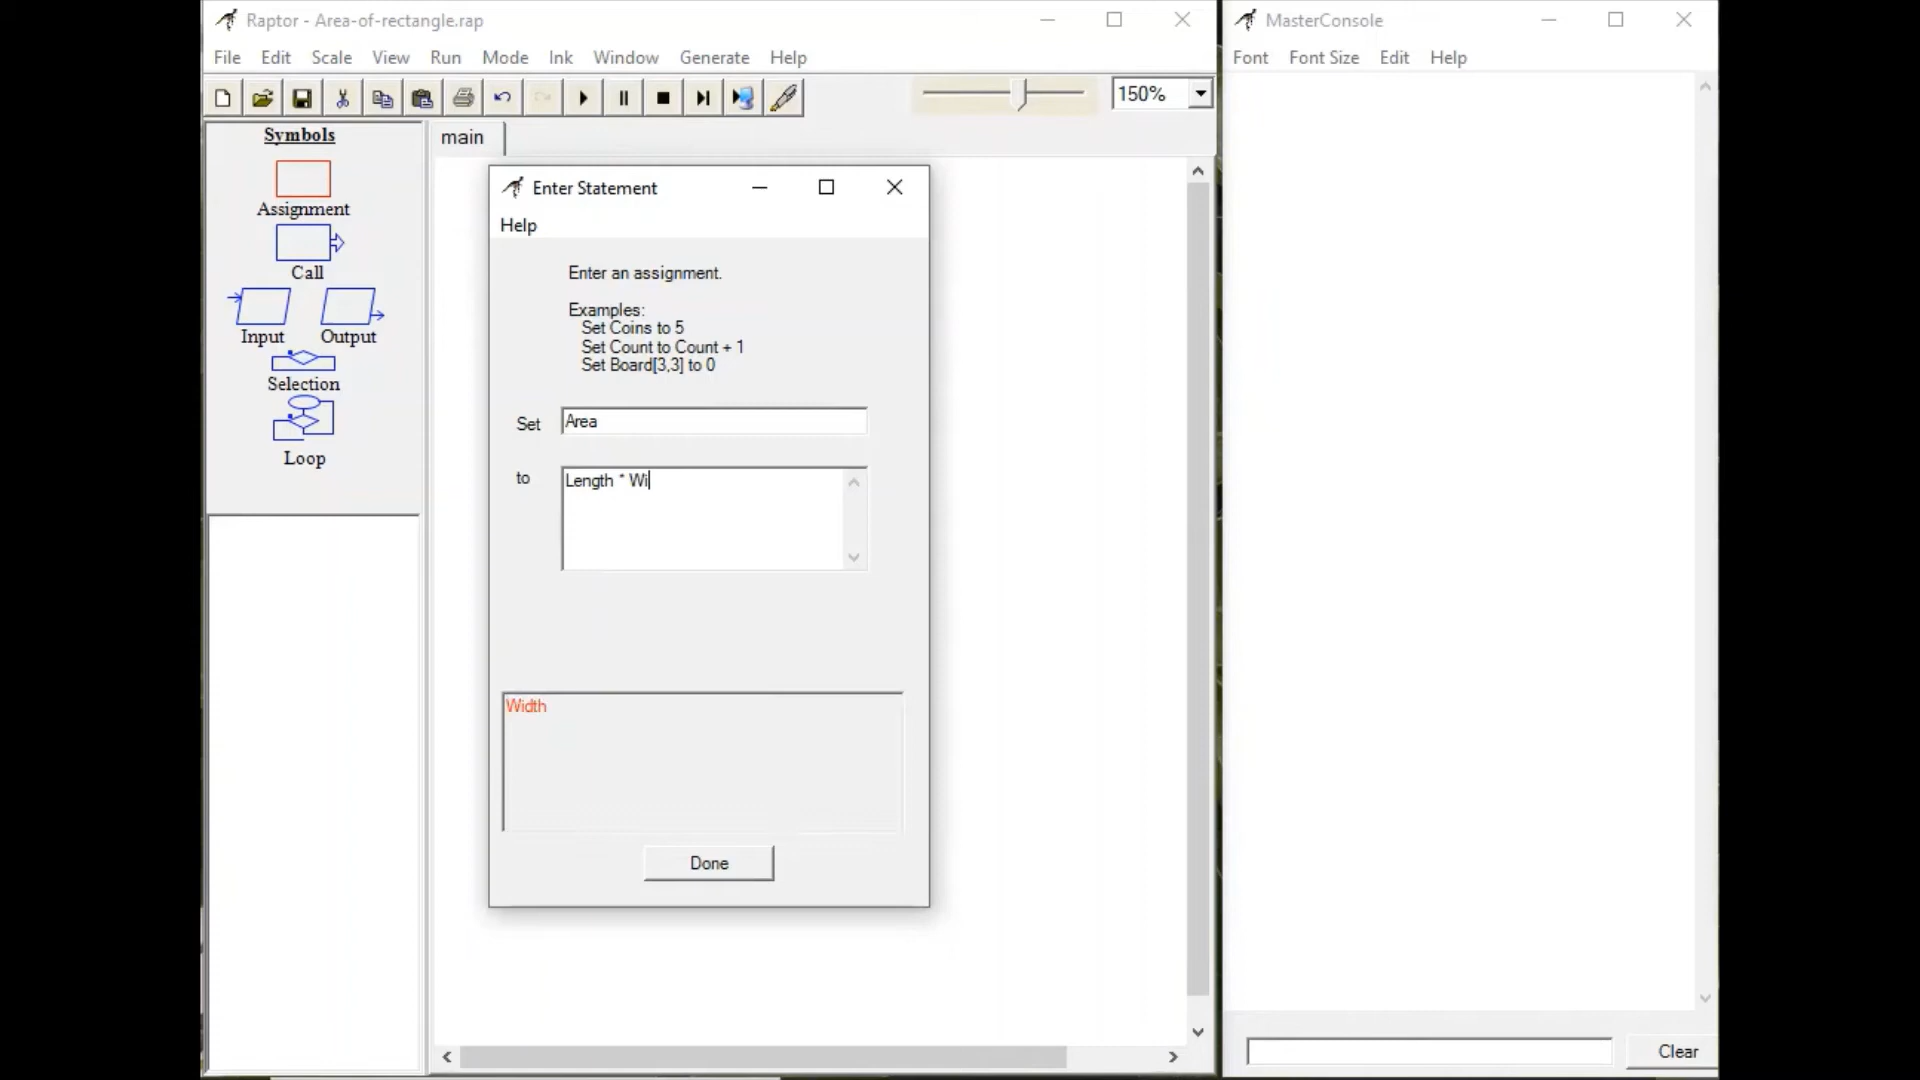 Raptor - Area-of-rectangle.rap
File Edit Scale View Run Mode Ink Window Generate Help
150%
Symbols
Assignment
Call
Input Output
Selection
Loop
main
Enter Statement
Help
Enter an assignment.
Examples:
Set Coins to 5
Set Count to Count + 1
Set Board[3,3] to 0
Set Area
to Length * Wi
Width
Done
MasterConsole
Font Font Size Edit Help
Clear